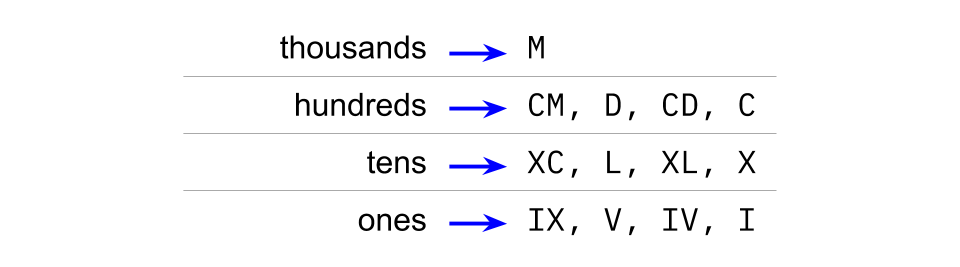 thousands M
hundreds CM, D, CD, C
tens XC, L, XL, X
ones IX, V, IV, I